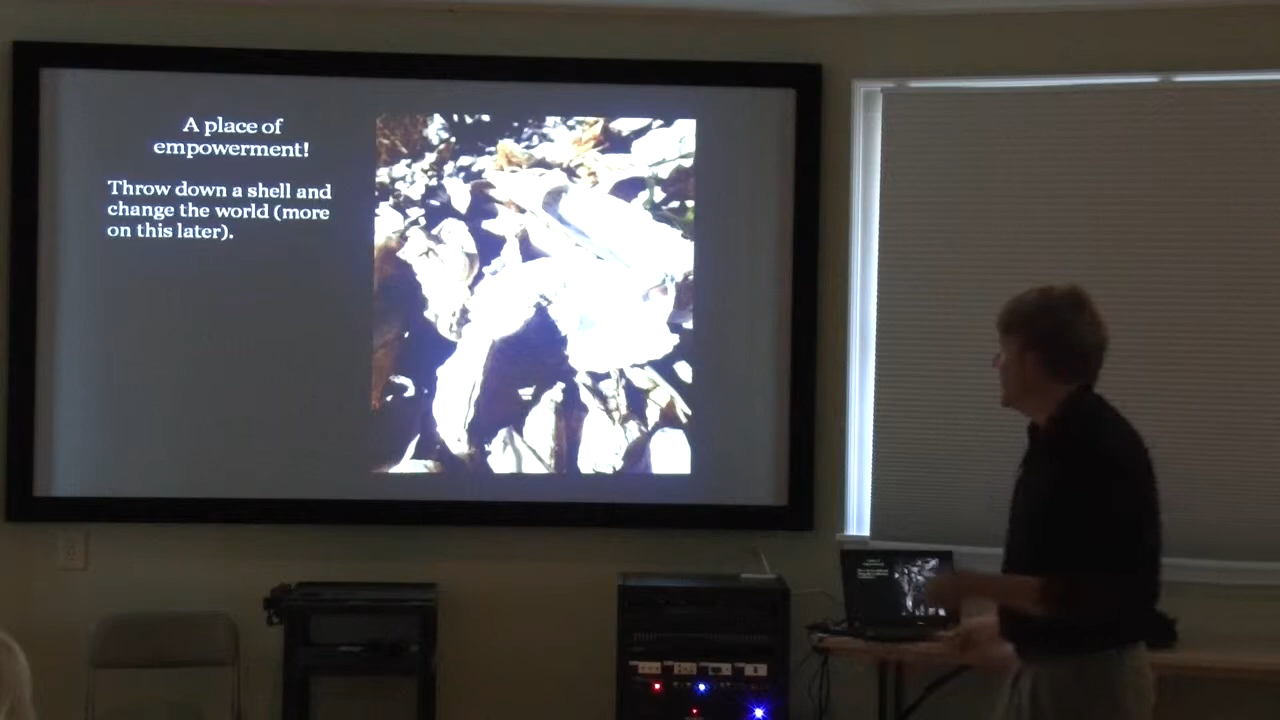 A place of
empowerment!
Throw down a shell and
change the world (more
on this later).